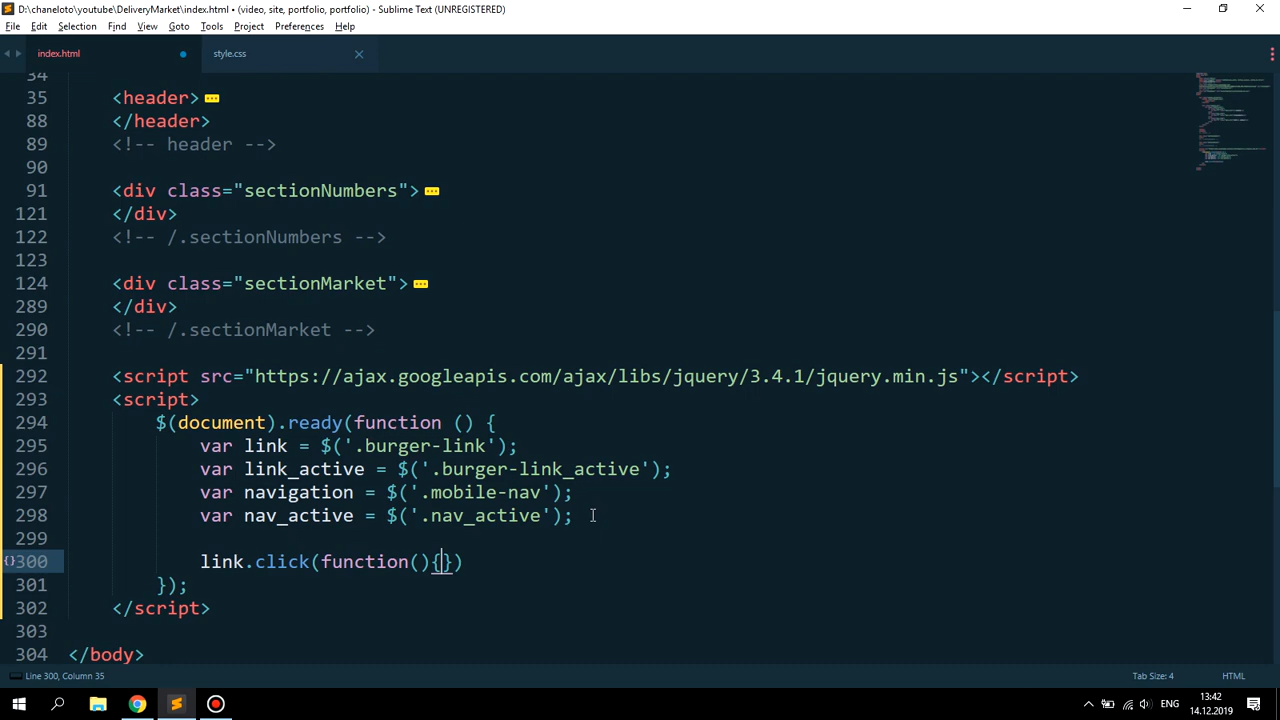 D:\chaneloto\youtube\DeliveryMarket\index.html • (video, site, portfolio, portfolio) - Sublime Text (UNREGISTERED)
File Edit Selection Find View Goto Tools Project Preferences Help
index.html style.css
34
35 <header>
88 </header>
89 <!-- header -->
90
91 <div class="sectionNumbers">
121 </div>
122 <!-- /.sectionNumbers -->
123
124 <div class="sectionMarket">
289 </div>
290 <!-- /.sectionMarket -->
291
292 <script src="https://ajax.googleapis.com/ajax/libs/jquery/3.4.1/jquery.min.js"></script>
293 <script>
294 $(document).ready(function () {
295 var link = $('.burger-link');
296 var link_active = $('.burger-link_active');
297 var navigation = $('.mobile-nav');
298 var nav_active = $('.nav_active');
299
{}300 link.click(function(){})
301 });
302 </script>
303
304 </body>
Line 300, Column 35 Tab Size: 4 HTML
ENG 13:42
14.12.2019